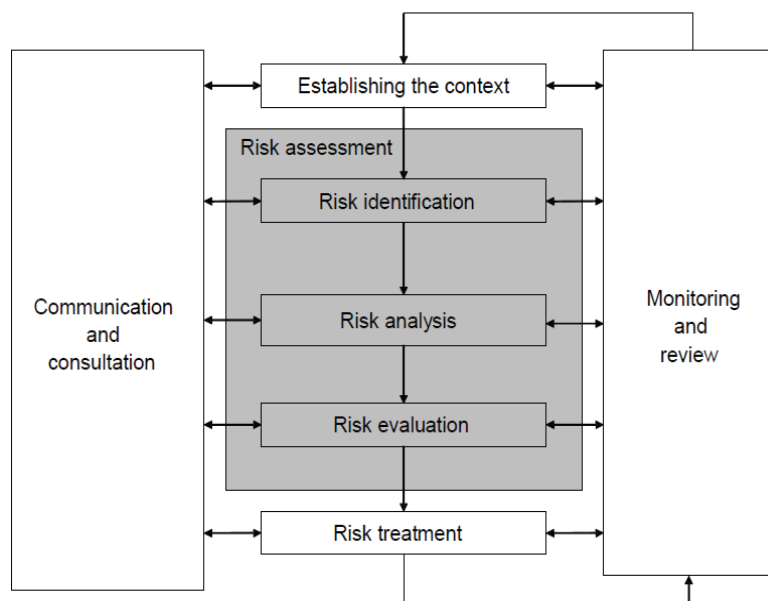 Establishing the context
Risk assessment
Risk identification
Communication
and
consultation
Risk analysis
Monitoring
and
review
Risk evaluation
Risk treatment